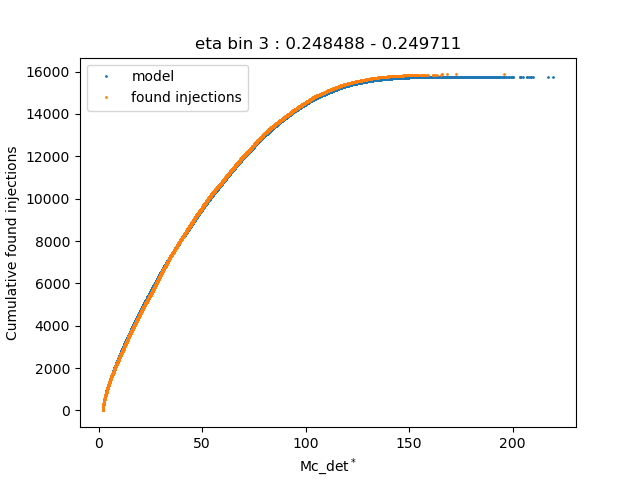 eta bin 3 : 0.248488 - 0.249711
model
found injections
Cumulative found injections
16000
14000
12000
10000
8000
6000
4000
2000
0
0 50 100 150 200
Mc_det*